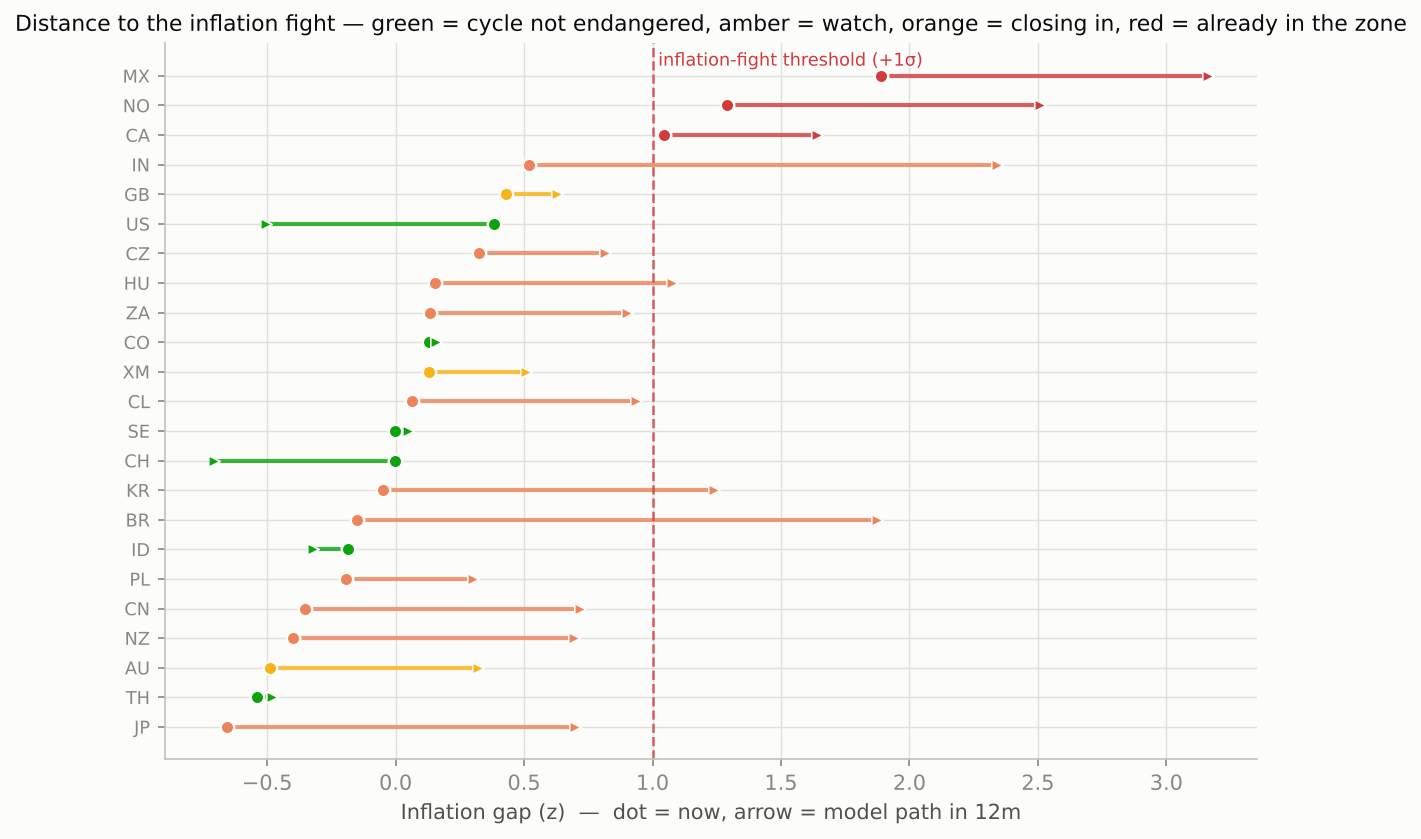 Distance to the inflation fight — green = cycle not endangered, amber = watch, orange = closing in, red = already in the zone
inflation-fight threshold (+1σ)
MX
NO
CA
IN
GB
US
CZ
HU
ZA
CO
XM
CL
SE
CH
KR
BR
ID
PL
CN
NZ
AU
TH
JP
−0.5 0.0 0.5 1.0 1.5 2.0 2.5 3.0
Inflation gap (z) — dot = now, arrow = model path in 12m